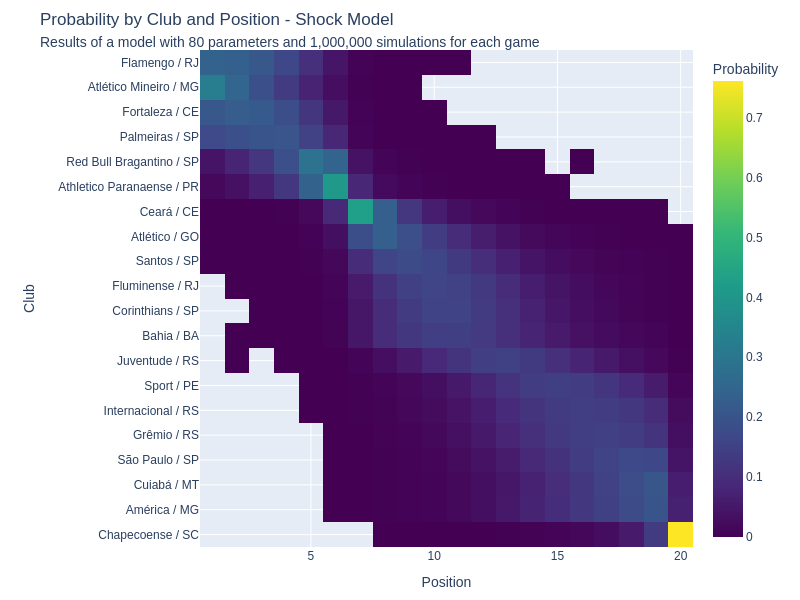 Probability by Club and Position - Shock Model
Results of a model with 80 parameters and 1,000,000 simulations for each game
Probability
Club
Flamengo / RJ
Atlético Mineiro / MG
Fortaleza / CE
Palmeiras / SP
Red Bull Bragantino / SP
Athletico Paranaense / PR
Ceará / CE
Atlético / GO
Santos / SP
Fluminense / RJ
Corinthians / SP
Bahia / BA
Juventude / RS
Sport / PE
Internacional / RS
Grêmio / RS
São Paulo / SP
Cuiabá / MT
América / MG
Chapecoense / SC
0.7
0.6
0.5
0.4
0.3
0.2
0.1
0
5
10
15
20
Position